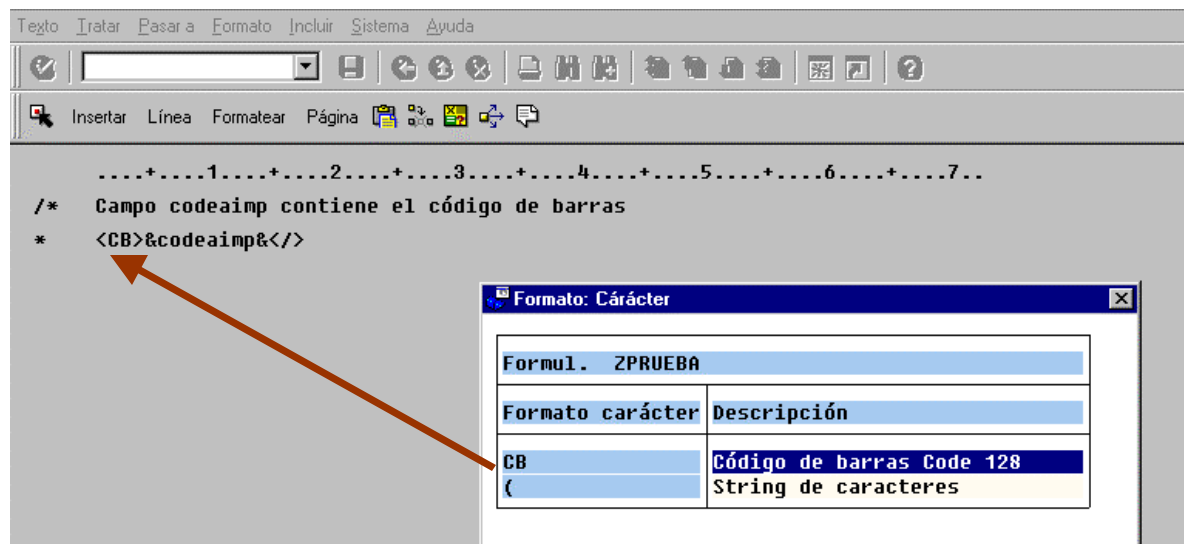 Texto Tratar Pasar a Formato Incluir Sistema Ayuda
Insertar Línea Formatear Página
....+....1....+....2....+....3....+....4....+....5....+....6....+....7..
/* Campo codeaimp contiene el código de barras
* <CB>&codeaimp&</>
Formato: Cárácter
Formul. ZPRUEBA
Formato carácter Descripción
CB Código de barras Code 128
( String de caracteres